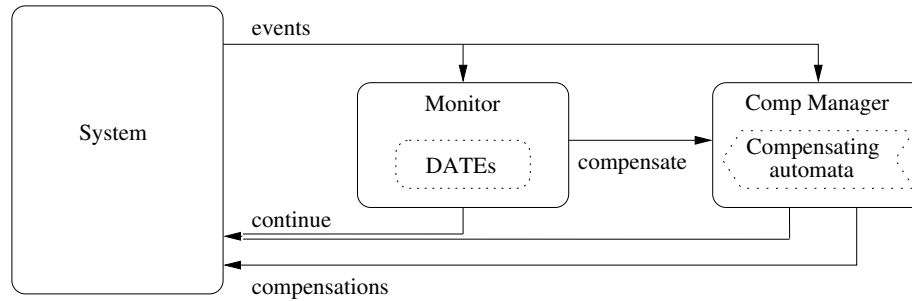 events
Monitor
Comp Manager
System
DATEs
compensate
Compensating
automata
continue
compensations